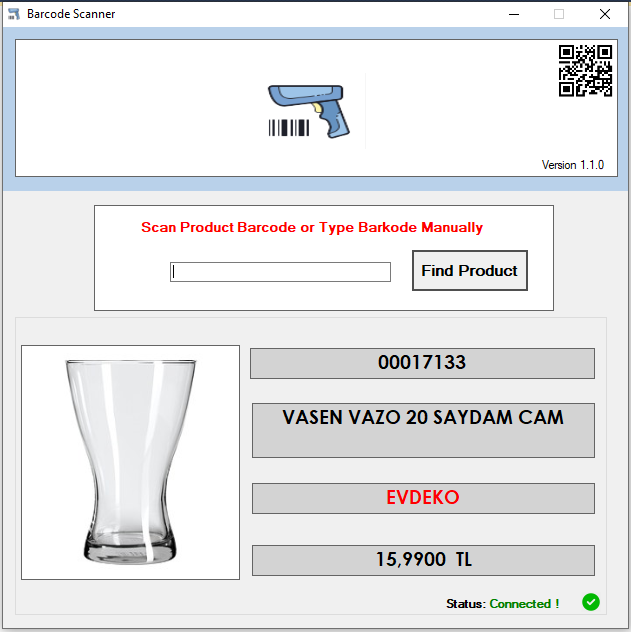 Barcode Scanner
Version 1.1.0
Scan Product Barcode or Type Barkode Manually
Find Product
00017133
VASEN VAZO 20 SAYDAM CAM
EVDEKO
15,9900 TL
Status: Connected !